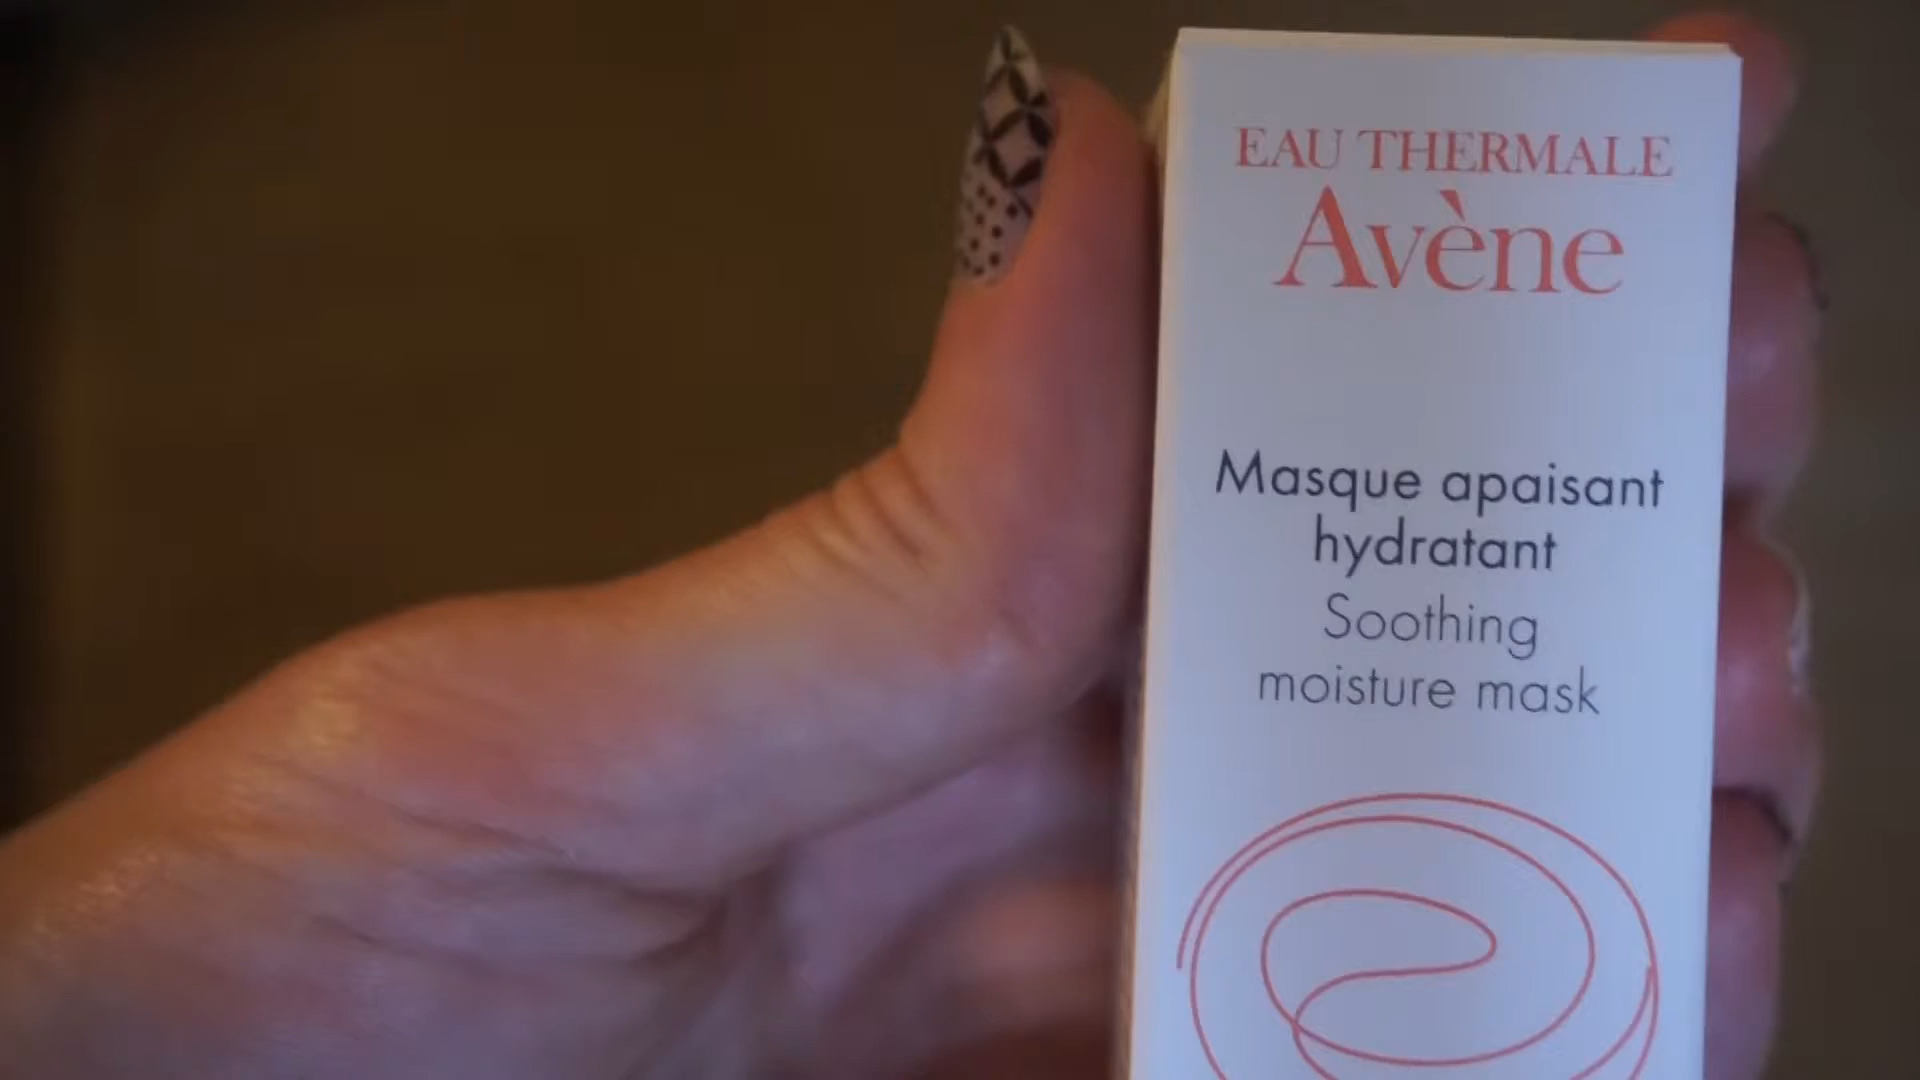 EAU THERMALE
Avène
Masque apaisant
hydratant
Soothing
moisture mask